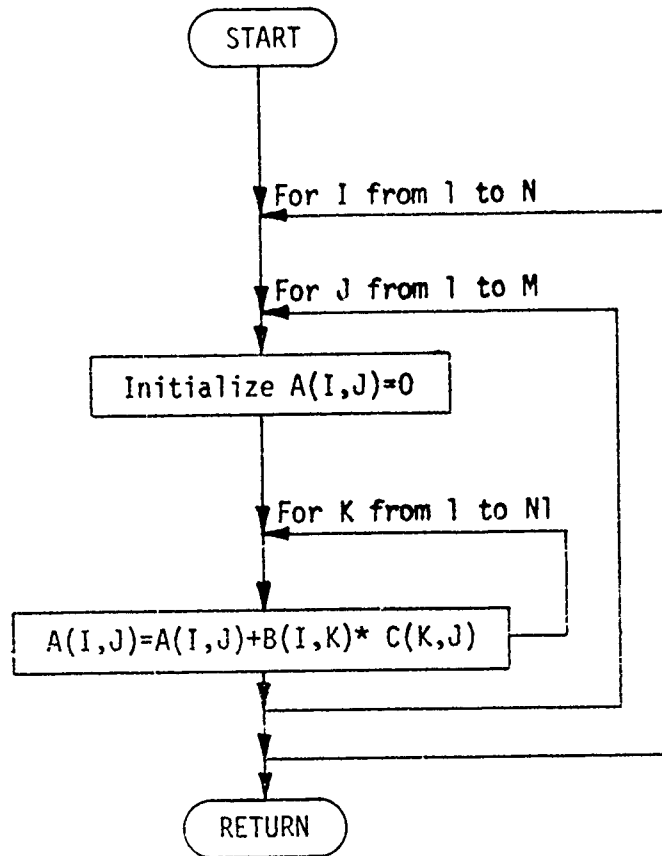 START
For I from 1 to N
For J from 1 to M
Initialize A(I,J)=0
For K from 1 to N1
A(I,J)=A(I,J)+B(I,K)* C(K,J)
RETURN